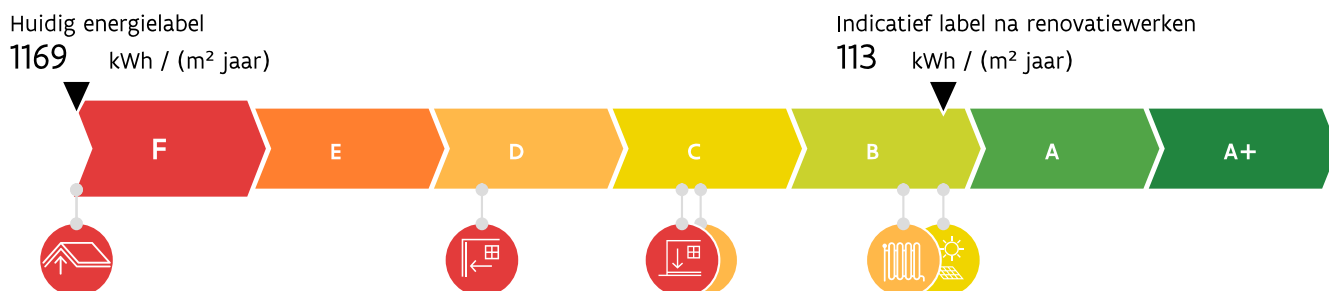 Huidig energielabel
1169 kWh / (m² jaar)
Indicatief label na renovatiewerken
113 kWh / (m² jaar)
F E D C B A A+